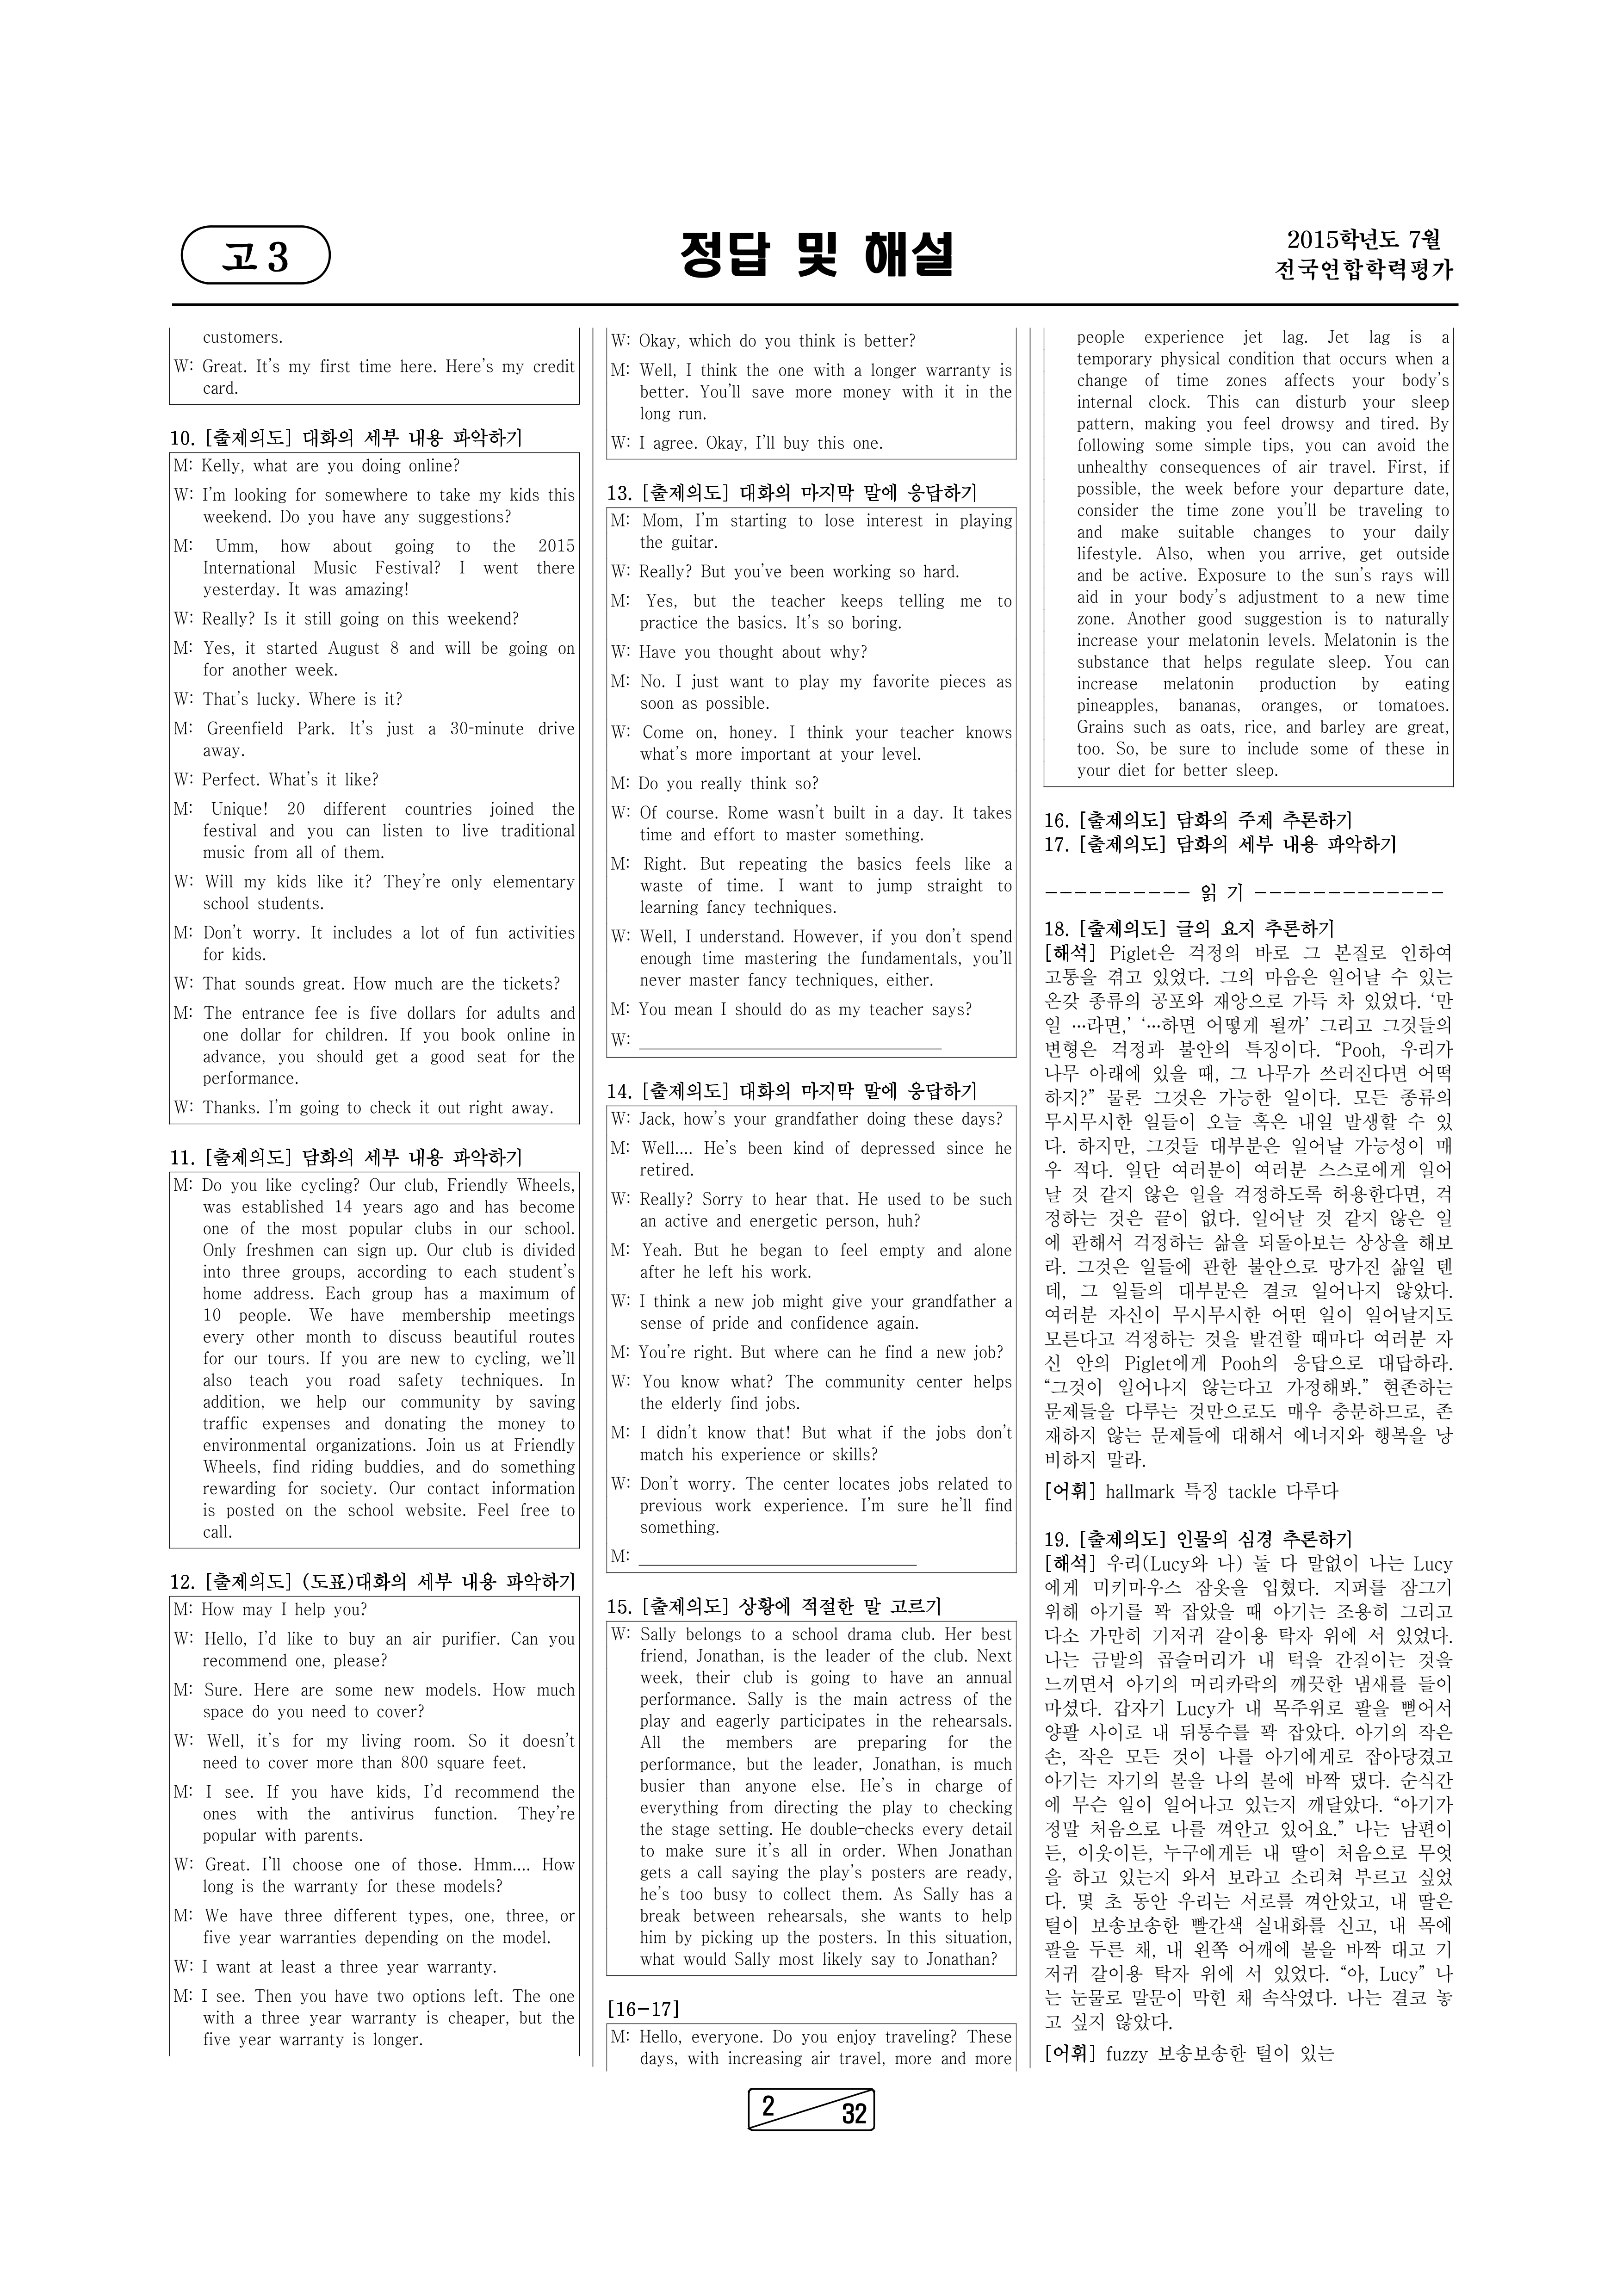 고 3
정답 및 해설
2015학년도 7월
전국연합학력평가
customers.
W: Great. It's my first time here. Here's my credit
card.
10. [출제의도] 대화의 세부 내용 파악하기
M: Kelly, what are you doing online?
W: I'm looking for somewhere to take my kids this
weekend. Do you have any suggestions?
M: Umm, how about going to the 2015
International Music Festival? I went there
yesterday. It was amazing!
W: Really? Is it still going on this weekend?
M: Yes, it started August 8 and will be going on
for another week.
W: That's lucky. Where is it?
M: Greenfield Park. It's just a 30-minute drive
away.
W: Perfect. What's it like?
M: Unique! 20 different countries joined the
festival and you can listen to live traditional
music from all of them.
W: Will my kids like it? They're only elementary
school students.
M: Don't worry. It includes a lot of fun activities
for kids.
W: That sounds great. How much are the tickets?
M: The entrance fee is five dollars for adults and
one dollar for children. If you book online in
advance, you should get a good seat for the
performance.
W: Thanks. I'm going to check it out right away.
11. [출제의도] 담화의 세부 내용 파악하기
M: Do you like cycling? Our club, Friendly Wheels,
was established 14 years ago and has become
one of the most popular clubs in our school.
Only freshmen can sign up. Our club is divided
into three groups, according to each student's
home address. Each group has a maximum of
10 people. We have membership meetings
every other month to discuss beautiful routes
for our tours. If you are new to cycling, we'll
also teach you road safety techniques. In
addition, we help our community by saving
traffic expenses and donating the money to
environmental organizations. Join us at Friendly
Wheels, find riding buddies, and do something
rewarding for society. Our contact information
is posted on the school website. Feel free to
call.
12. [출제의도] (도표)대화의 세부 내용 파악하기
M: How may I help you?
W: Hello, I'd like to buy an air purifier. Can you
recommend one, please?
M: Sure. Here are some new models. How much
space do you need to cover?
W: Well, it's for my living room. So it doesn't
need to cover more than 800 square feet.
M: I see. If you have kids, I'd recommend the
ones with the antivirus function. They're
popular with parents.
W: Great. I'll choose one of those. Hmm.... How
long is the warranty for these models?
M: We have three different types, one, three, or
five year warranties depending on the model.
W: I want at least a three year warranty.
M: I see. Then you have two options left. The one
with a three year warranty is cheaper, but the
five year warranty is longer.
W: Okay, which do you think is better?
M: Well, I think the one with a longer warranty is
better. You'll save more money with it in the
long run.
W: I agree. Okay, I'll buy this one.
13. [출제의도] 대화의 마지막 말에 응답하기
M: Mom, I'm starting to lose interest in playing
the guitar.
W: Really? But you've been working so hard.
M: Yes, but the teacher keeps telling me to
practice the basics. It's so boring.
W: Have you thought about why?
M: No. I just want to play my favorite pieces as
soon as possible.
W: Come on, honey. I think your teacher knows
what's more important at your level.
M: Do you really think so?
W: Of course. Rome wasn't built in a day. It takes
time and effort to master something.
M: Right. But repeating the basics feels like a
waste of time. I want to jump straight to
learning fancy techniques.
W: Well, I understand. However, if you don't spend
enough time mastering the fundamentals, you'll
never master fancy techniques, either.
M: You mean I should do as my teacher says?
W: ______________________________
14. [출제의도] 대화의 마지막 말에 응답하기
W: Jack, how's your grandfather doing these days?
M: Well.... He's been kind of depressed since he
retired.
W: Really? Sorry to hear that. He used to be such
an active and energetic person, huh?
M: Yeah. But he began to feel empty and alone
after he left his work.
W: I think a new job might give your grandfather a
sense of pride and confidence again.
M: You're right. But where can he find a new job?
W: You know what? The community center helps
the elderly find jobs.
M: I didn't know that! But what if the jobs don't
match his experience or skills?
W: Don't worry. The center locates jobs related to
previous work experience. I'm sure he'll find
something.
M: ______________________________
15. [출제의도] 상황에 적절한 말 고르기
W: Sally belongs to a school drama club. Her best
friend, Jonathan, is the leader of the club. Next
week, their club is going to have an annual
performance. Sally is the main actress of the
play and eagerly participates in the rehearsals.
All the members are preparing for the
performance, but the leader, Jonathan, is much
busier than anyone else. He's in charge of
everything from directing the play to checking
the stage setting. He double-checks every detail
to make sure it's all in order. When Jonathan
gets a call saying the play's posters are ready,
he's too busy to collect them. As Sally has a
break between rehearsals, she wants to help
him by picking up the posters. In this situation,
what would Sally most likely say to Jonathan?
[16-17]
M: Hello, everyone. Do you enjoy traveling? These
days, with increasing air travel, more and more
people experience jet lag. Jet lag is a
temporary physical condition that occurs when a
change of time zones affects your body's
internal clock. This can disturb your sleep
pattern, making you feel drowsy and tired. By
following some simple tips, you can avoid the
unhealthy consequences of air travel. First, if
possible, the week before your departure date,
consider the time zone you'll be traveling to
and make suitable changes to your daily
lifestyle. Also, when you arrive, get outside
and be active. Exposure to the sun's rays will
aid in your body's adjustment to a new time
zone. Another good suggestion is to naturally
increase your melatonin levels. Melatonin is the
substance that helps regulate sleep. You can
increase melatonin production by eating
pineapples, bananas, oranges, or tomatoes.
Grains such as oats, rice, and barley are great,
too. So, be sure to include some of these in
your diet for better sleep.
16. [출제의도] 담화의 주제 추론하기
17. [출제의도] 담화의 세부 내용 파악하기
---------- 읽 기 -------------
18. [출제의도] 글의 요지 추론하기
[해석] Piglet은 걱정의 바로 그 본질로 인하여
고통을 겪고 있었다. 그의 마음은 일어날 수 있는
온갖 종류의 공포와 재앙으로 가득 차 있었다. ‘만
일 …라면,’ ‘…하면 어떻게 될까’ 그리고 그것들의
변형은 걱정과 불안의 특징이다. “Pooh, 우리가
나무 아래에 있을 때, 그 나무가 쓰러진다면 어떡
하지?” 물론 그것은 가능한 일이다. 모든 종류의
무시무시한 일들이 오늘 혹은 내일 발생할 수 있
다. 하지만, 그것들 대부분은 일어날 가능성이 매
우 적다. 일단 여러분이 여러분 스스로에게 일어
날 것 같지 않은 일을 걱정하도록 허용한다면, 걱
정하는 것은 끝이 없다. 일어날 것 같지 않은 일
에 관해서 걱정하는 삶을 되돌아보는 상상을 해보
라. 그것은 일들에 관한 불안으로 망가진 삶일 텐
데, 그 일들의 대부분은 결코 일어나지 않았다.
여러분 자신이 무시무시한 어떤 일이 일어날지도
모른다고 걱정하는 것을 발견할 때마다 여러분 자
신 안의 Piglet에게 Pooh의 응답으로 대답하라.
“그것이 일어나지 않는다고 가정해봐.” 현존하는
문제들을 다루는 것만으로도 매우 충분하므로, 존
재하지 않는 문제들에 대해서 에너지와 행복을 낭
비하지 말라.
[어휘] hallmark 특징 tackle 다루다
19. [출제의도] 인물의 심경 추론하기
[해석] 우리(Lucy와 나) 둘 다 말없이 나는 Lucy
에게 미키마우스 잠옷을 입혔다. 지퍼를 잠그기
위해 아기를 꽉 잡았을 때 아기는 조용히 그리고
다소 가만히 기저귀 갈이용 탁자 위에 서 있었다.
나는 금발의 곱슬머리가 내 턱을 간질이는 것을
느끼면서 아기의 머리카락의 깨끗한 냄새를 들이
마셨다. 갑자기 Lucy가 내 목주위로 팔을 뻗어서
양팔 사이로 내 뒤통수를 꽉 잡았다. 아기의 작은
손, 작은 모든 것이 나를 아기에게로 잡아당겼고
아기는 자기의 볼을 나의 볼에 바짝 댔다. 순식간
에 무슨 일이 일어나고 있는지 깨달았다. “아기가
정말 처음으로 나를 껴안고 있어요.” 나는 남편이
든, 이웃이든, 누구에게든 내 딸이 처음으로 무엇
을 하고 있는지 와서 보라고 소리쳐 부르고 싶었
다. 몇 초 동안 우리는 서로를 껴안았고, 내 딸은
털이 보송보송한 빨간색 실내화를 신고, 내 목에
팔을 두른 채, 내 왼쪽 어깨에 볼을 바짝 대고 기
저귀 갈이용 탁자 위에 서 있었다. “아, Lucy” 나
는 눈물로 말문이 막힌 채 속삭였다. 나는 결코 놓
고 싶지 않았다.
[어휘] fuzzy 보송보송한 털이 있는
2
32